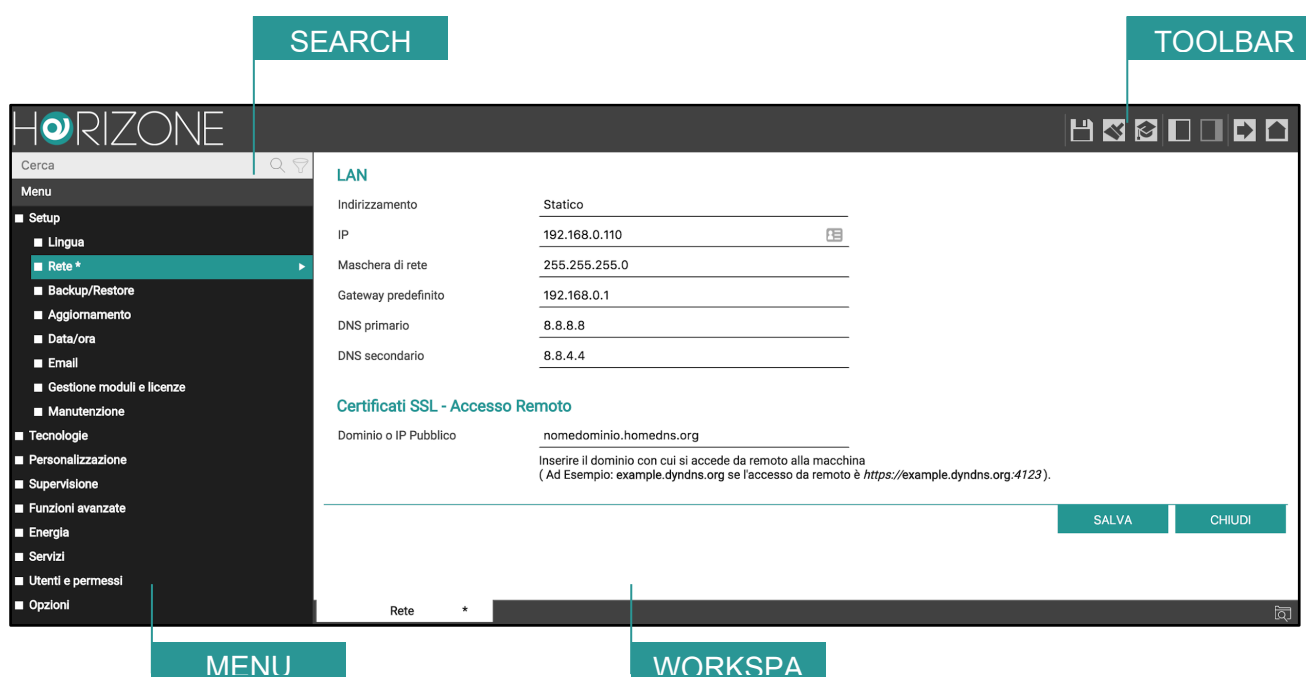 SEARCH
TOOLBAR
HORIZONE
Cerca
Menu
Setup
Lingua
Rete *
Backup/Restore
Aggiornamento
Data/ora
Email
Gestione moduli e licenze
Manutenzione
Tecnologie
Personalizzazione
Supervisione
Funzioni avanzate
Energia
Servizi
Utenti e permessi
Opzioni
LAN
Indirizzamento Statico
IP 192.168.0.110
Maschera di rete 255.255.255.0
Gateway predefinito 192.168.0.1
DNS primario 8.8.8.8
DNS secondario 8.8.4.4
Certificati SSL - Accesso Remoto
Dominio o IP Pubblico nomedominio.homedns.org
Inserire il dominio con cui si accede da remoto alla macchina
( Ad Esempio: example.dyndns.org se l'accesso da remoto è https://example.dyndns.org:4123 ).
SALVA CHIUDI
Rete *
MENU
WORKSPA